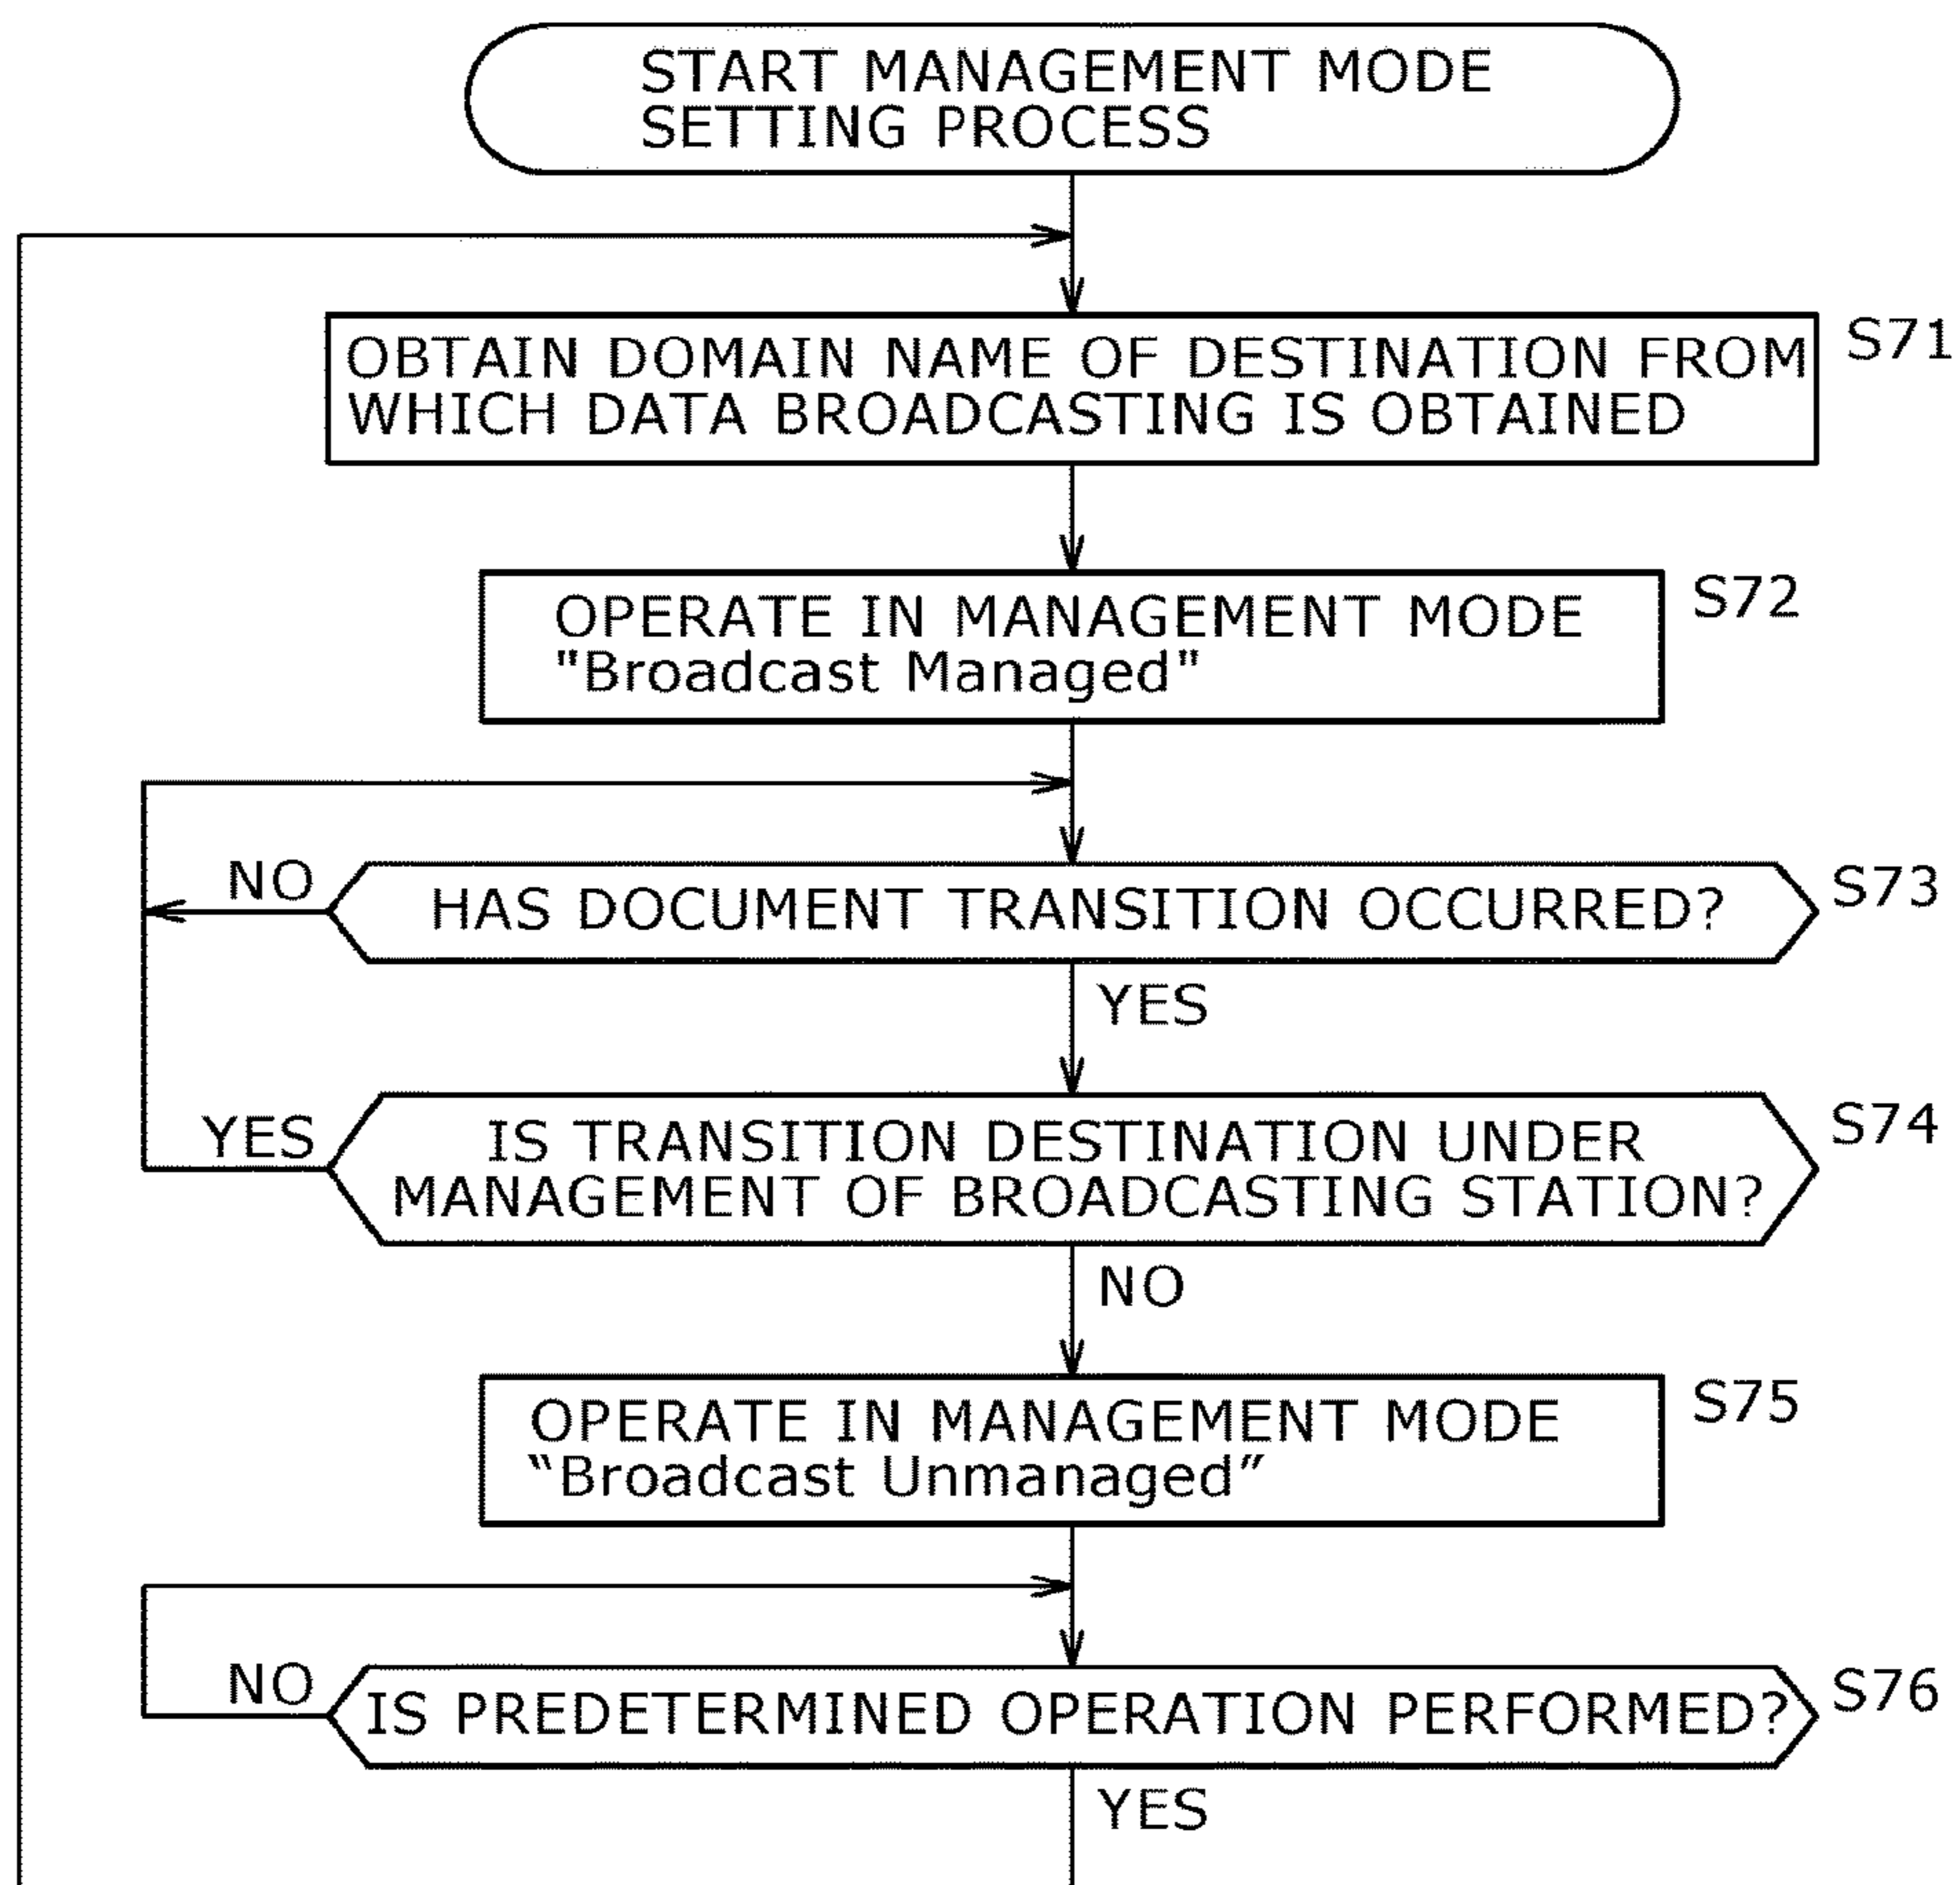 START MANAGEMENT MODE
SETTING PROCESS
OBTAIN DOMAIN NAME OF DESTINATION FROM
WHICH DATA BROADCASTING IS OBTAINED
S71
OPERATE IN MANAGEMENT MODE
"Broadcast Managed"
S72
NO
HAS DOCUMENT TRANSITION OCCURRED?
S73
YES
YES
IS TRANSITION DESTINATION UNDER
MANAGEMENT OF BROADCASTING STATION?
S74
NO
OPERATE IN MANAGEMENT MODE
“Broadcast Unmanaged”
S75
NO
IS PREDETERMINED OPERATION PERFORMED?
S76
YES